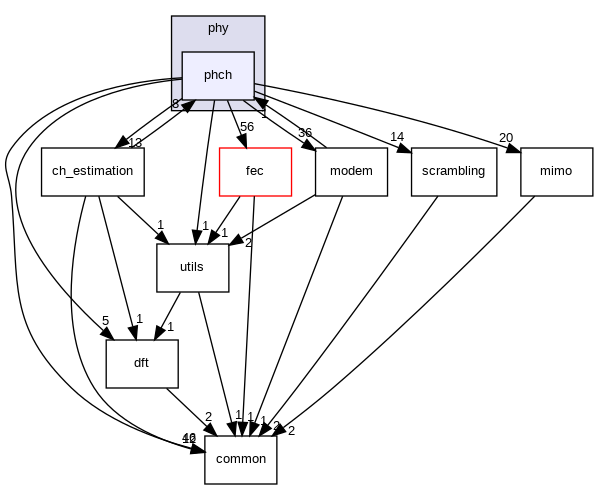 phy
phch
8
13
56
36
1
14
20
ch_estimation
fec
modem
scrambling
mimo
1
1
1
2
utils
5
1
1
dft
2
1
1
1
2
2
12
common